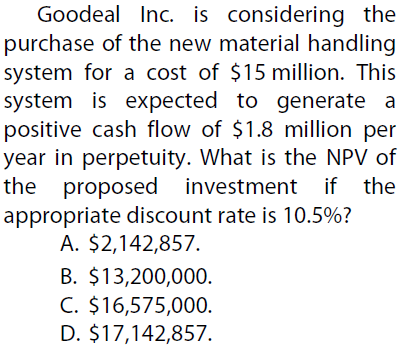 Goodeal Inc. is considering the
purchase of the new material handling
system for a cost of $15 million. This
system is expected to generate a
positive cash flow of $1.8 million per
year in perpetuity. What is the NPV of
the proposed investment if the
appropriate discount rate is 10.5%?
A. $2,142,857.
B. $13,200,000.
C. $16,575,000.
D. $17,142,857.